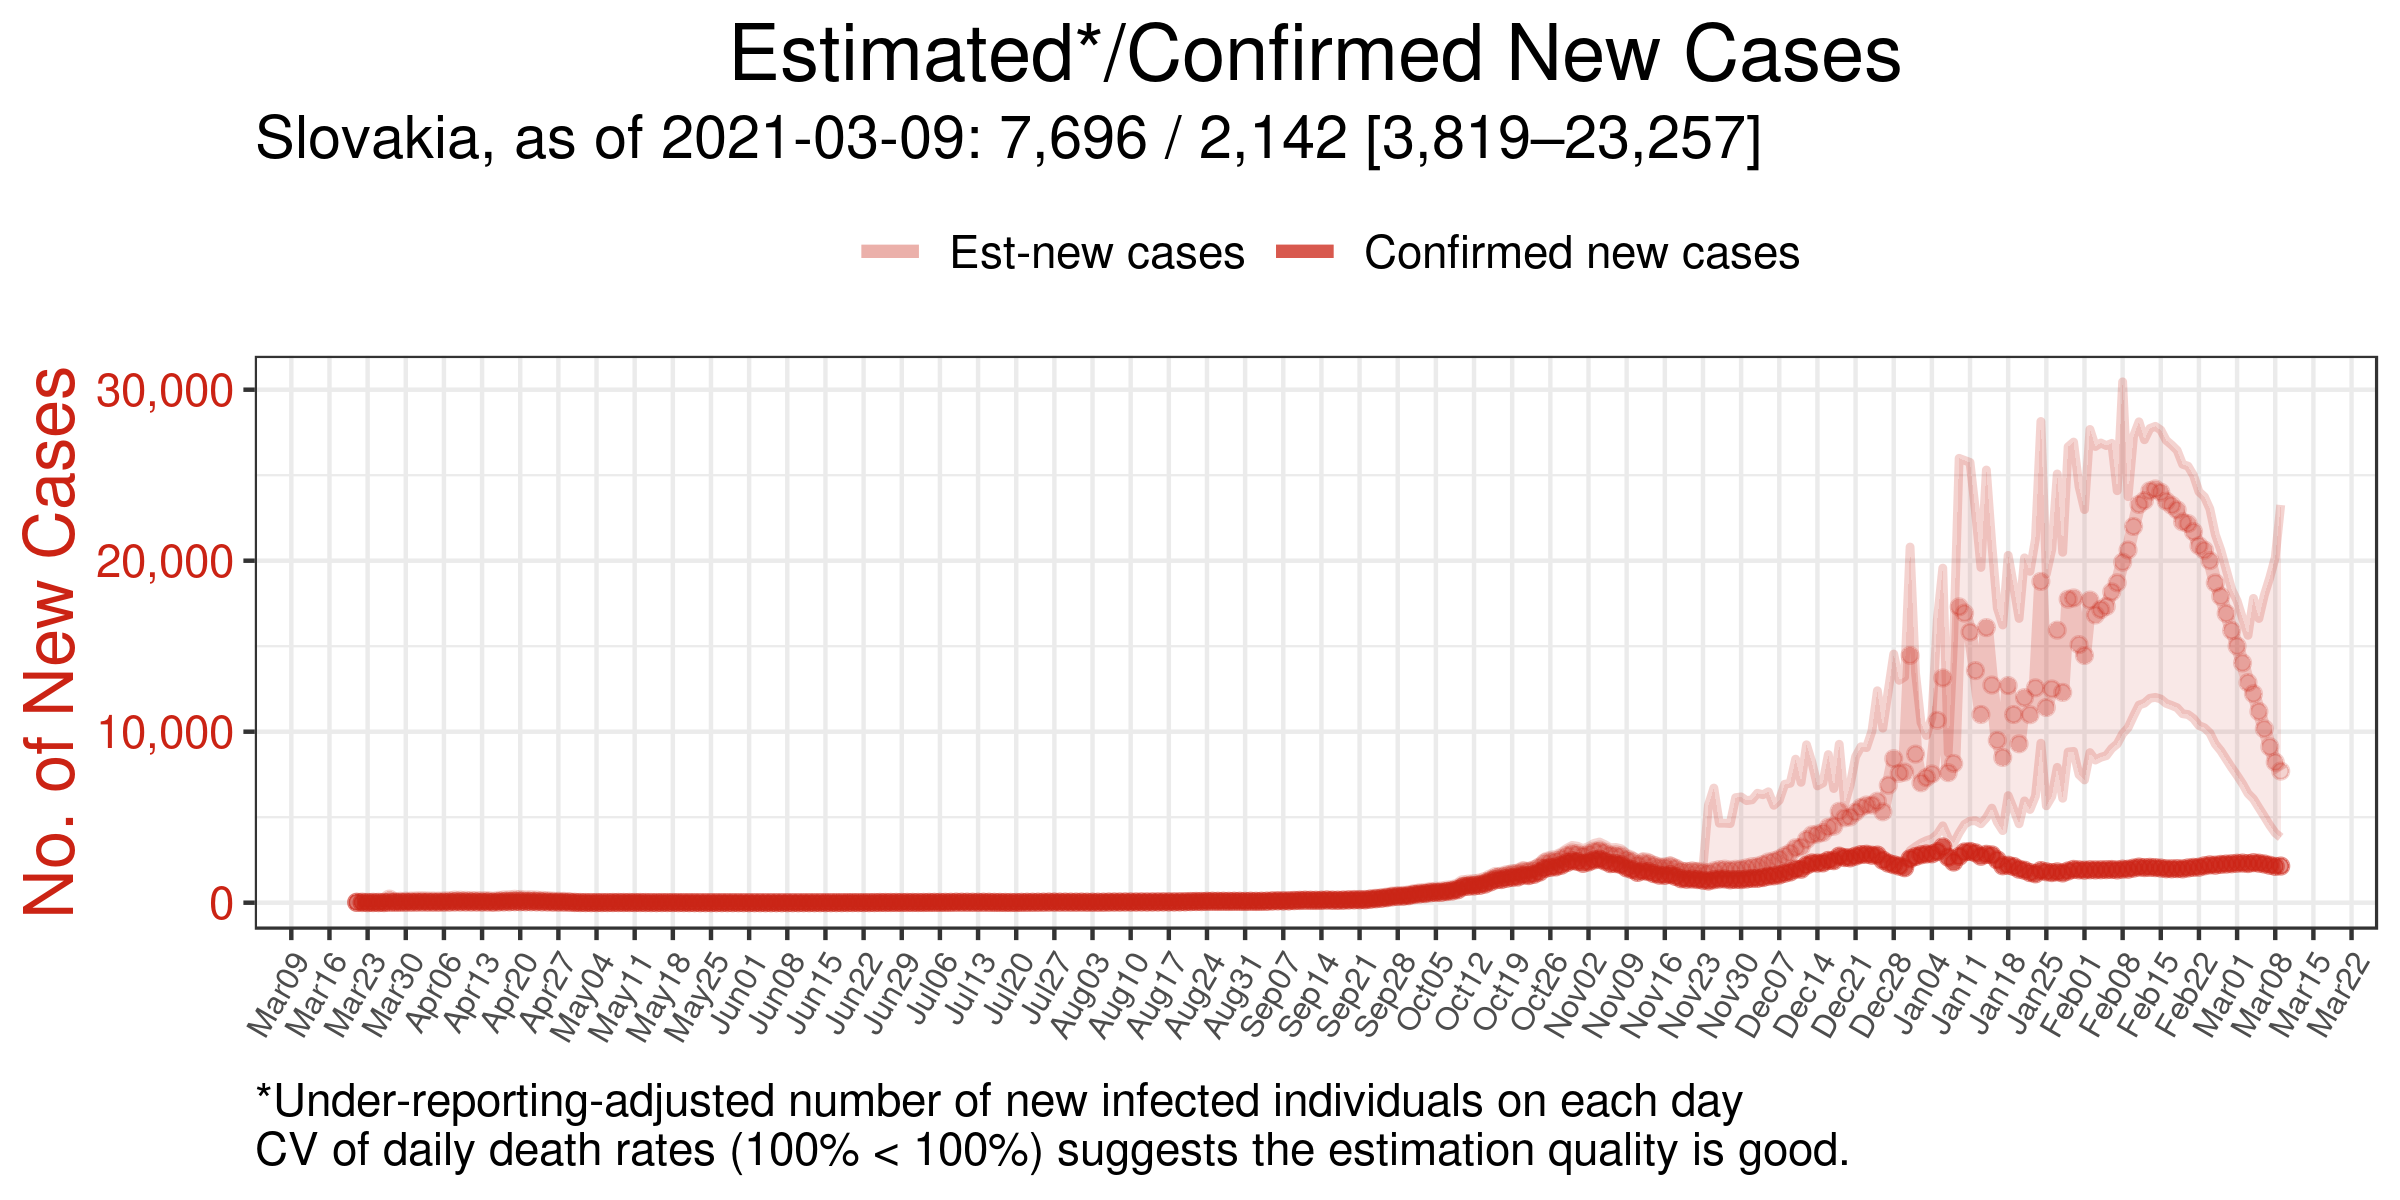 Estimated*/Confirmed New Cases
Slovakia, as of 2021-03-09: 7,696 / 2,142 [3,819–23,257]
Est-new cases Confirmed new cases
No. of New Cases
30,000
20,000
10,000
0
Mar09 Mar16 Mar23 Mar30 Apr06 Apr13 Apr20 Apr27 May04 May11 May18 May25 Jun01 Jun08 Jun15 Jun22 Jun29 Jul06 Jul13 Jul20 Jul27 Aug03 Aug10 Aug17 Aug24 Aug31 Sep07 Sep14 Sep21 Sep28 Oct05 Oct12 Oct19 Oct26 Nov02 Nov09 Nov16 Nov23 Nov30 Dec07 Dec14 Dec21 Dec28 Jan04 Jan11 Jan18 Jan25 Feb01 Feb08 Feb15 Feb22 Mar01 Mar08 Mar15 Mar22
*Under-reporting-adjusted number of new infected individuals on each day
CV of daily death rates (100% < 100%) suggests the estimation quality is good.